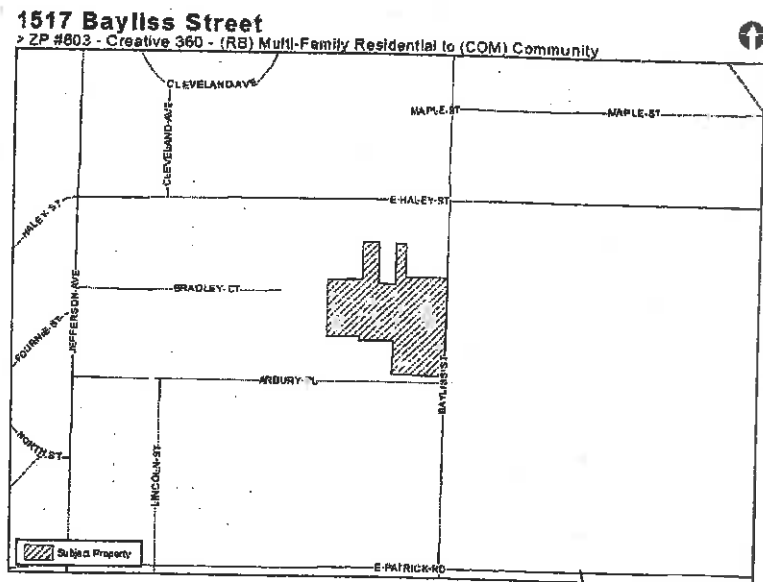 1517 Bayliss Street
> ZP #603 - Creative 360 - (RB) Multi-Family Residential to (COM) Community
CLEVELAND AVE
MAPLE ST
MAPLE ST
CLEVELAND AVE
E HALEY ST
HALEY ST
BRADLEY CT
JEFFERSON AVE
FOURNIE ST
BAYLISS ST
ARBURY PL
NORTH ST
LINCOLN ST
Subject Property
E PATRICK RD